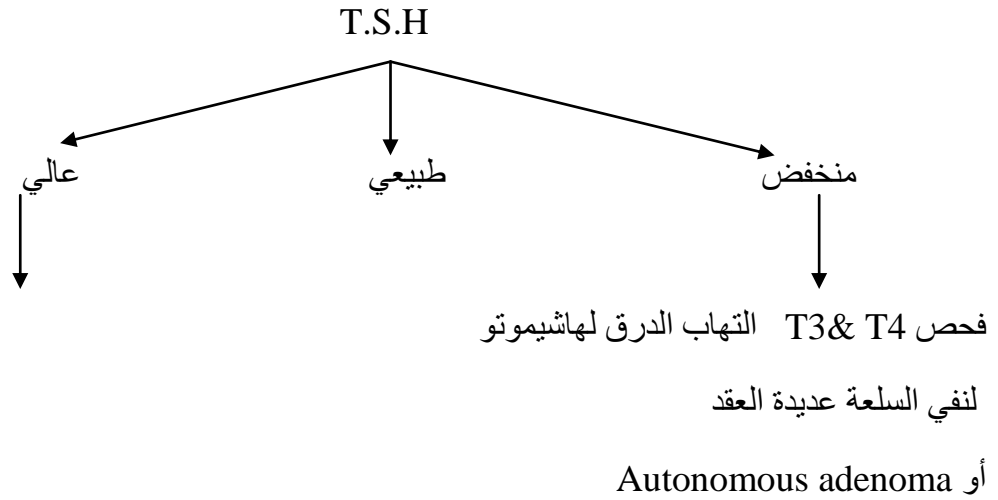 T.S.H
منخفض طبيعي عالي
فحص T3& T4 التهاب الدرق لهاشيموتو
لنفي السلعة عديدة العقد
أو Autonomous adenoma